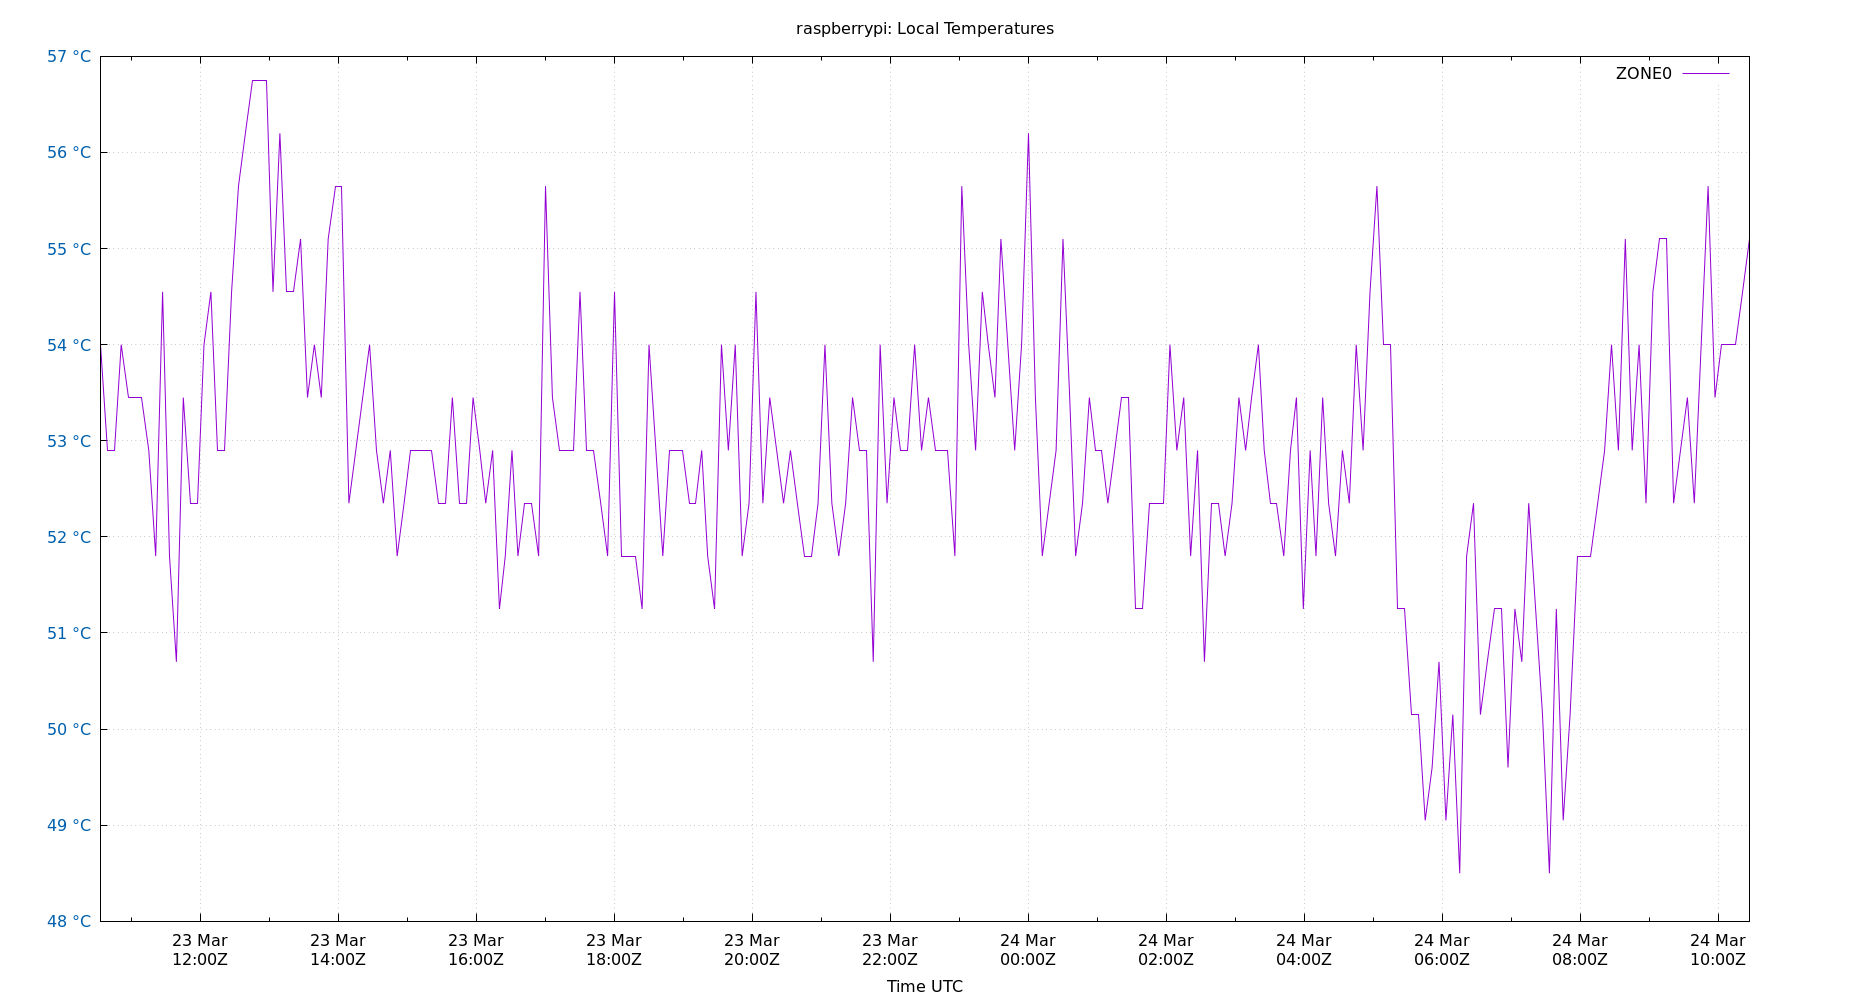 raspberrypi: Local Temperatures
57 °C
ZONE0
56 °C
55 °C
54 °C
53 °C
52 °C
51 °C
50 °C
49 °C
48 °C
23 Mar 23 Mar 23 Mar 23 Mar 23 Mar 23 Mar 24 Mar 24 Mar 24 Mar 24 Mar 24 Mar 24 Mar
12:00Z 14:00Z 16:00Z 18:00Z 20:00Z 22:00Z 00:00Z 02:00Z 04:00Z 06:00Z 08:00Z 10:00Z
Time UTC